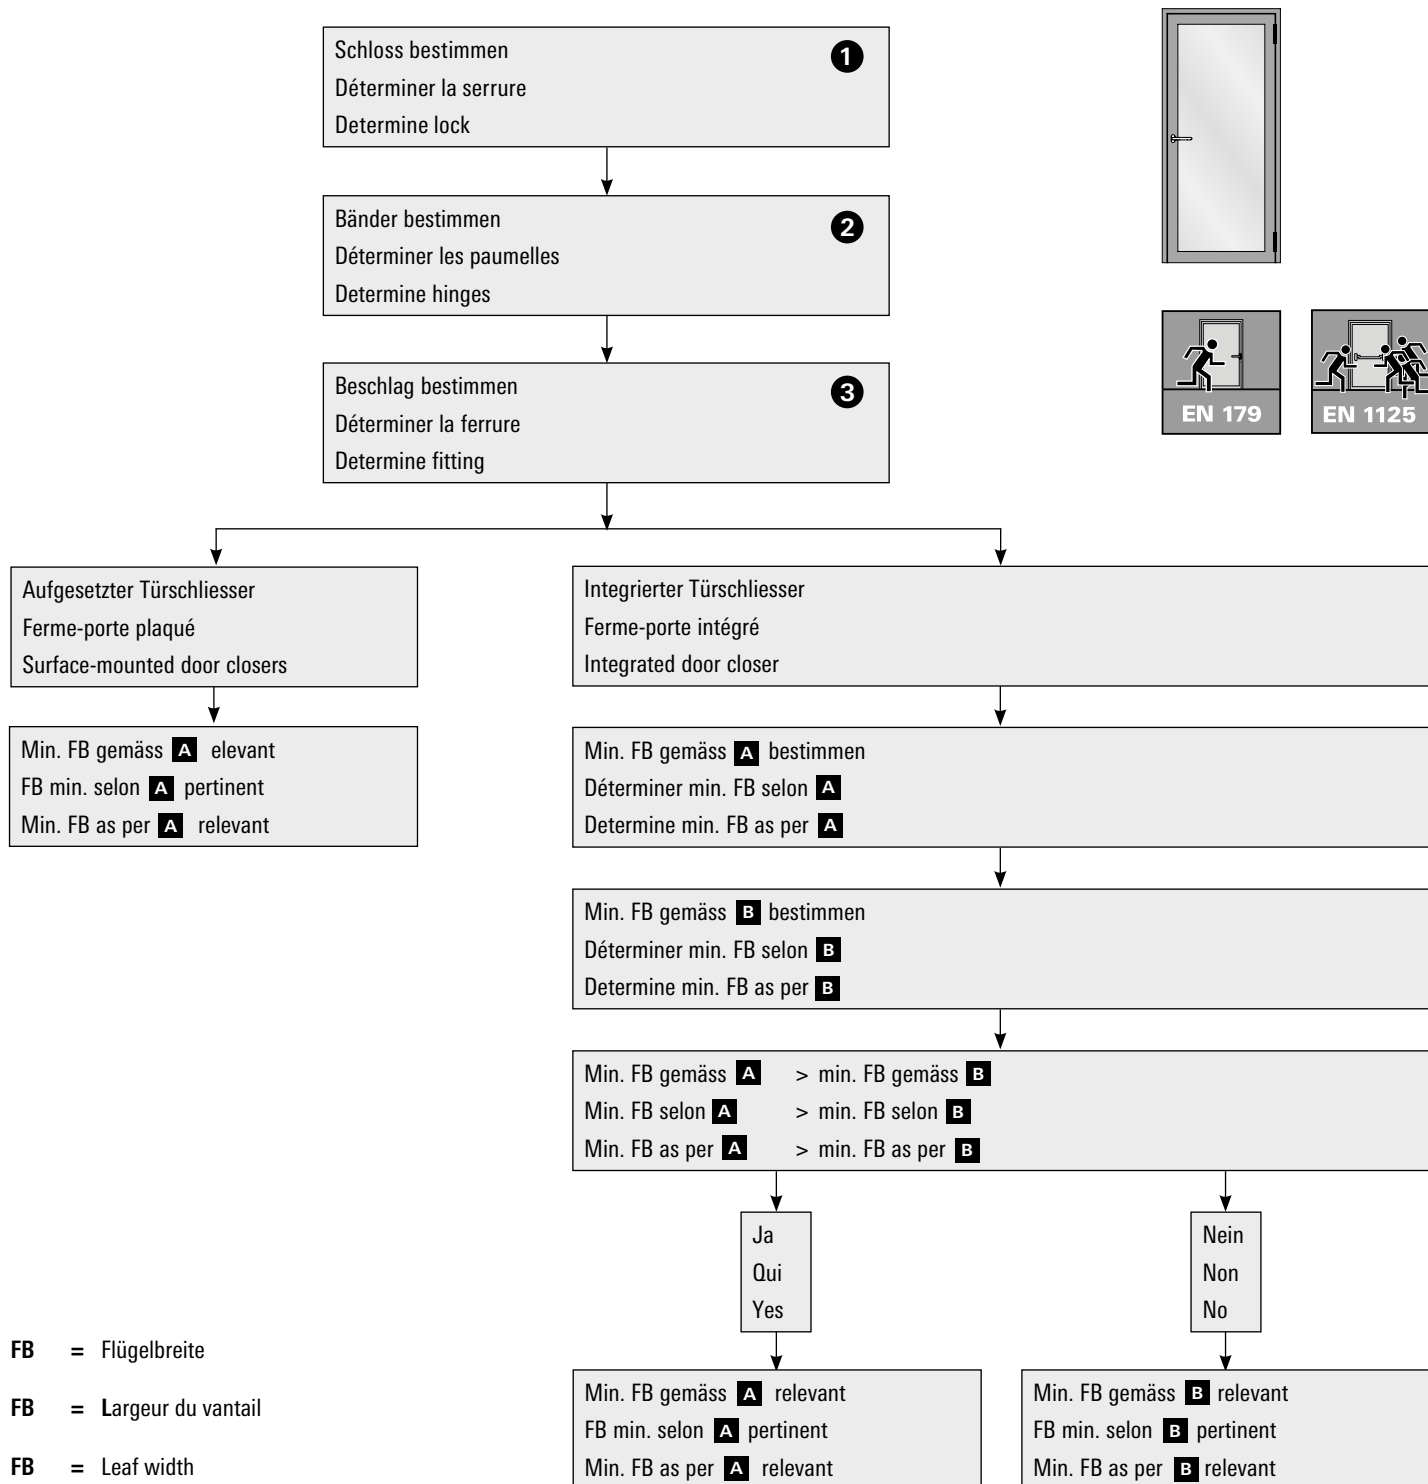 Schloss bestimmen
Déterminer la serrure
Determine lock
1
Bänder bestimmen
Déterminer les paumelles
Determine hinges
2
Beschlag bestimmen
Déterminer la ferrure
Determine fitting
3
EN 179
EN 1125
Aufgesetzter Türschliesser
Ferme-porte plaqué
Surface-mounted door closers
Integrierter Türschliesser
Ferme-porte intégré
Integrated door closer
Min. FB gemäss A elevant
FB min. selon A pertinent
Min. FB as per A relevant
Min. FB gemäss A bestimmen
Déterminer min. FB selon A
Determine min. FB as per A
Min. FB gemäss B bestimmen
Déterminer min. FB selon B
Determine min. FB as per B
Min. FB gemäss A > min. FB gemäss B
Min. FB selon A > min. FB selon B
Min. FB as per A > min. FB as per B
Ja
Qui
Yes
Nein
Non
No
Min. FB gemäss A relevant
FB min. selon A pertinent
Min. FB as per A relevant
Min. FB gemäss B relevant
FB min. selon B pertinent
Min. FB as per B relevant
FB = Flügelbreite
FB = Largeur du vantail
FB = Leaf width